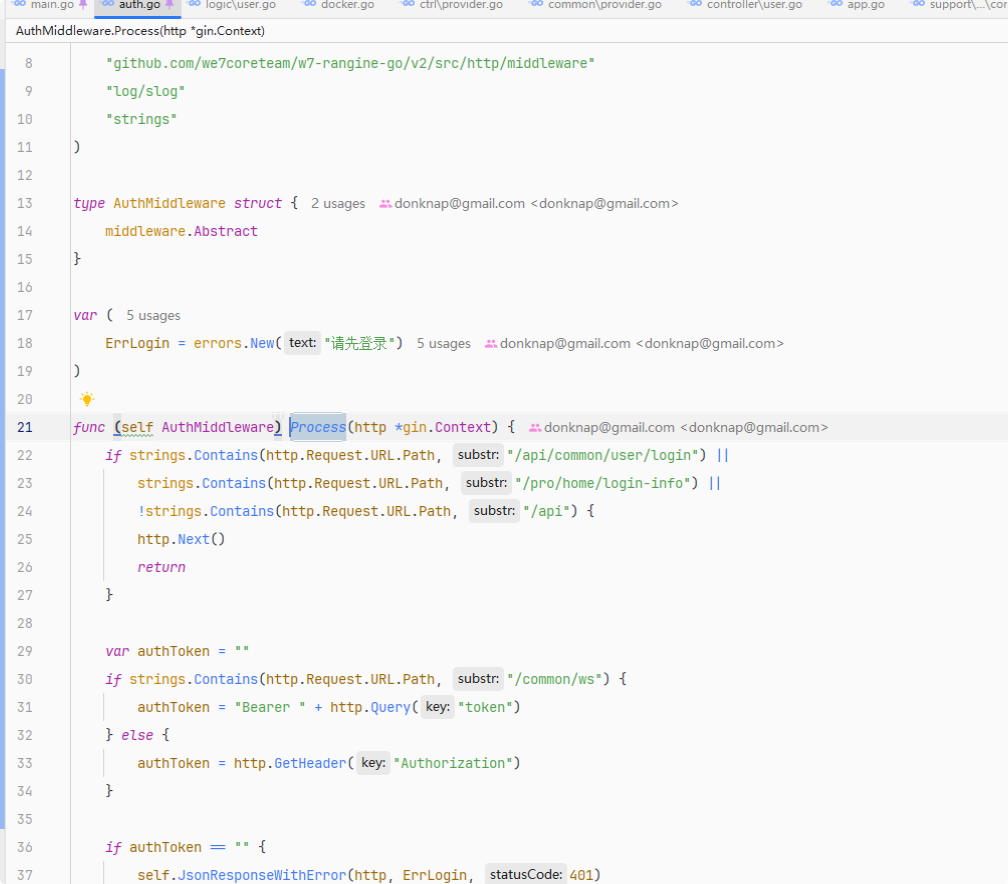 main.go auth.go logic\user.go docker.go ctrl\provider.go common\provider.go controller\user.go app.go support\...\cor
AuthMiddleware.Process(http *gin.Context)
8 "github.com/we7coreteam/w7-rangine-go/v2/src/http/middleware"
9 "log/slog"
10 "strings"
11 )
12
13 type AuthMiddleware struct { 2 usages donknap@gmail.com <donknap@gmail.com>
14 middleware.Abstract
15 }
16
17 var ( 5 usages
18 ErrLogin = errors.New( text: "请先登录") 5 usages donknap@gmail.com <donknap@gmail.com>
19 )
20
21 func (self AuthMiddleware) Process(http *gin.Context) { donknap@gmail.com <donknap@gmail.com>
22 if strings.Contains(http.Request.URL.Path, substr: "/api/common/user/login") ||
23 strings.Contains(http.Request.URL.Path, substr: "/pro/home/login-info") ||
24 !strings.Contains(http.Request.URL.Path, substr: "/api") {
25 http.Next()
26 return
27 }
28
29 var authToken = ""
30 if strings.Contains(http.Request.URL.Path, substr: "/common/ws") {
31 authToken = "Bearer " + http.Query( key: "token")
32 } else {
33 authToken = http.GetHeader( key: "Authorization")
34 }
35
36 if authToken == "" {
37 self.JsonResponseWithError(http, ErrLogin, statusCode: 401)